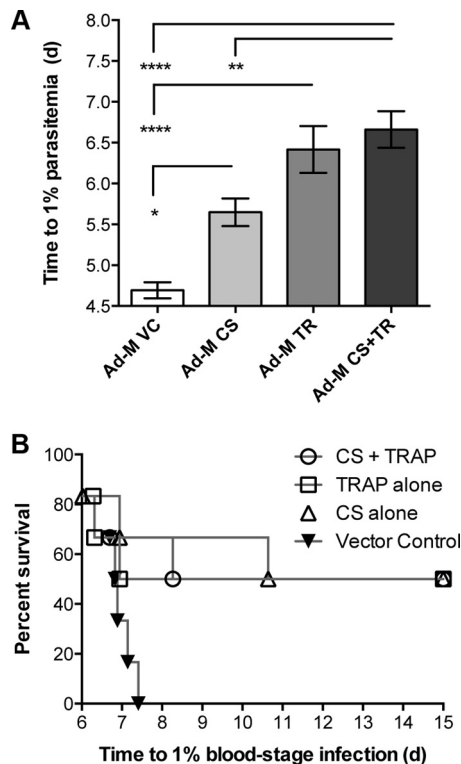 A
Time to 1% parasitemia (d)
8.0
7.5
7.0
6.5
6.0
5.5
5.0
4.5
****
**
****
*
Ad-M VC
Ad-M CS
Ad-M TR
Ad-M CS+TR
B
Percent survival
100
80
60
40
20
0
CS + TRAP
TRAP alone
CS alone
Vector Control
6 7 8 9 10 11 12 13 14 15
Time to 1% blood-stage infection (d)